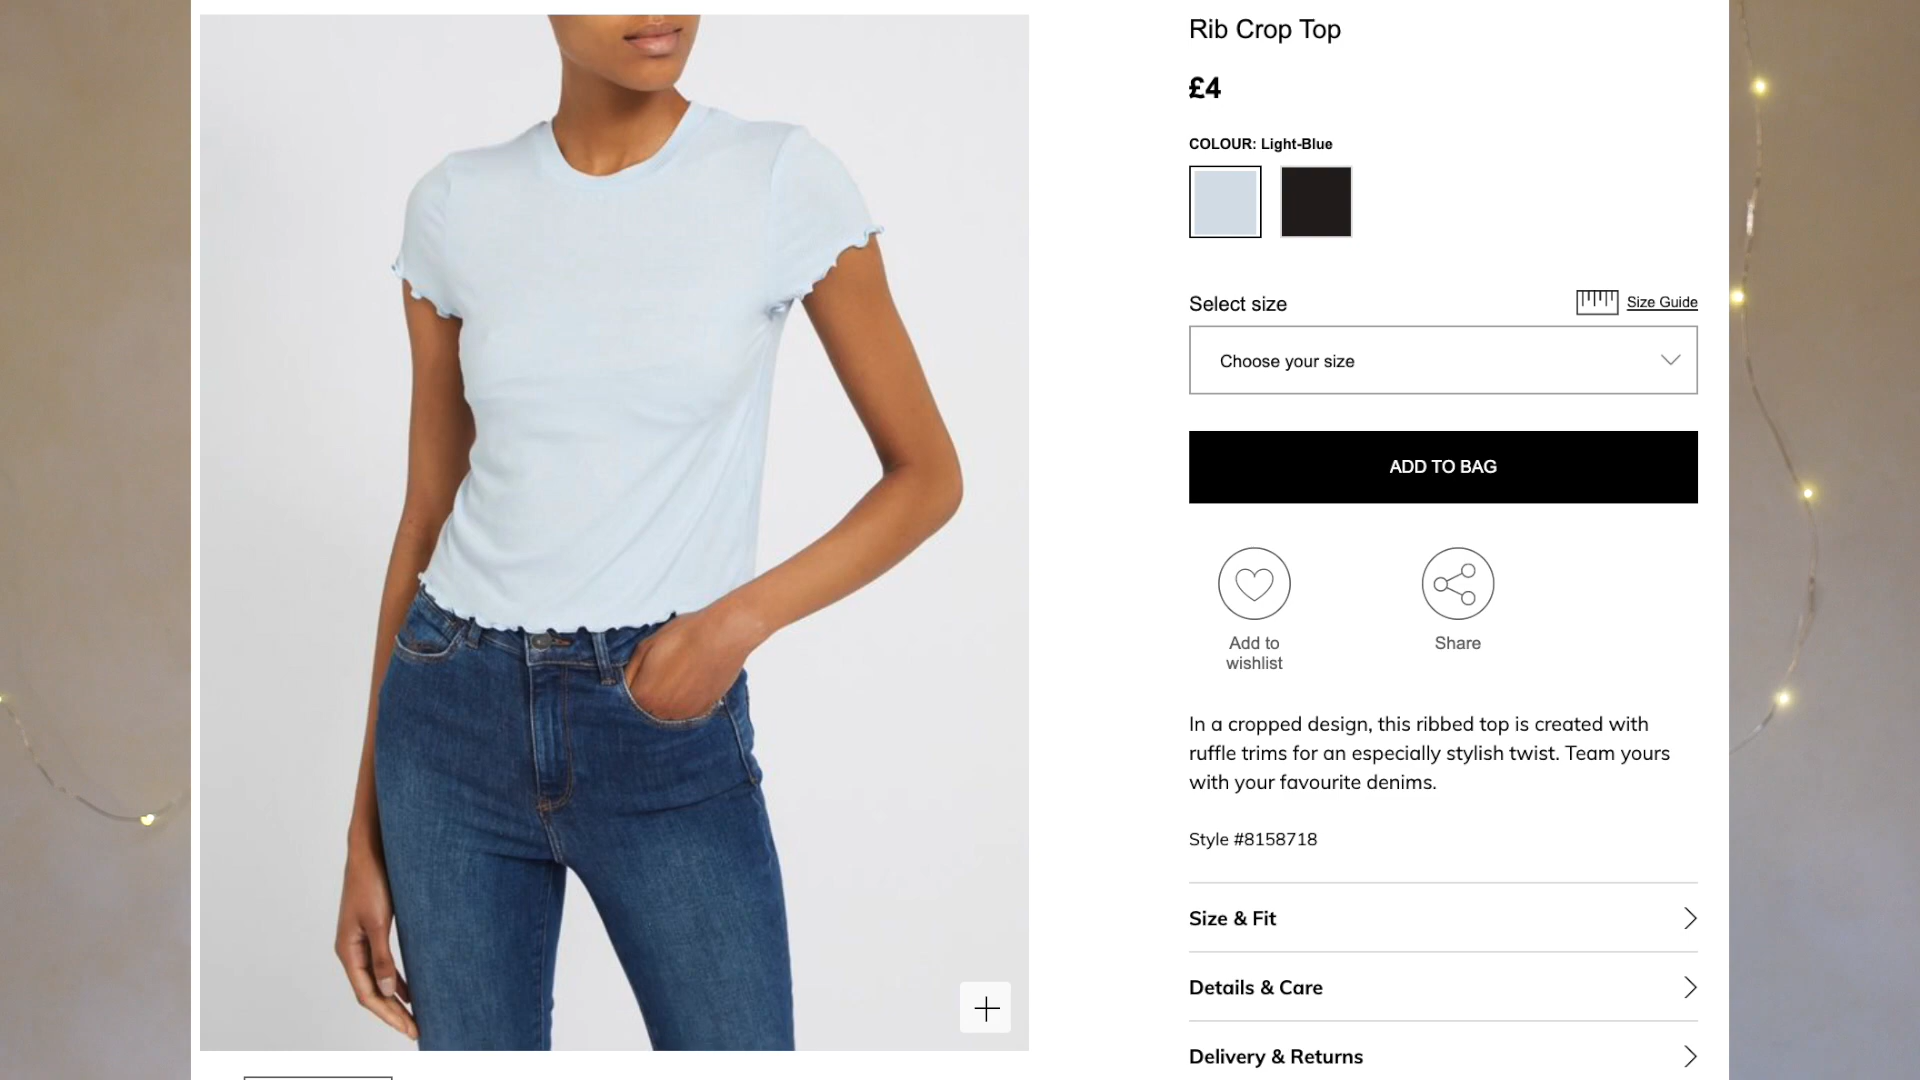 Rib Crop Top
£4
COLOUR: Light-Blue
Select size
Size Guide
Choose your size
ADD TO BAG
Add to
wishlist
Share
In a cropped design, this ribbed top is created with
ruffle trims for an especially stylish twist. Team yours
with your favourite denims.
Style #8158718
Size & Fit
Details & Care
Delivery & Returns